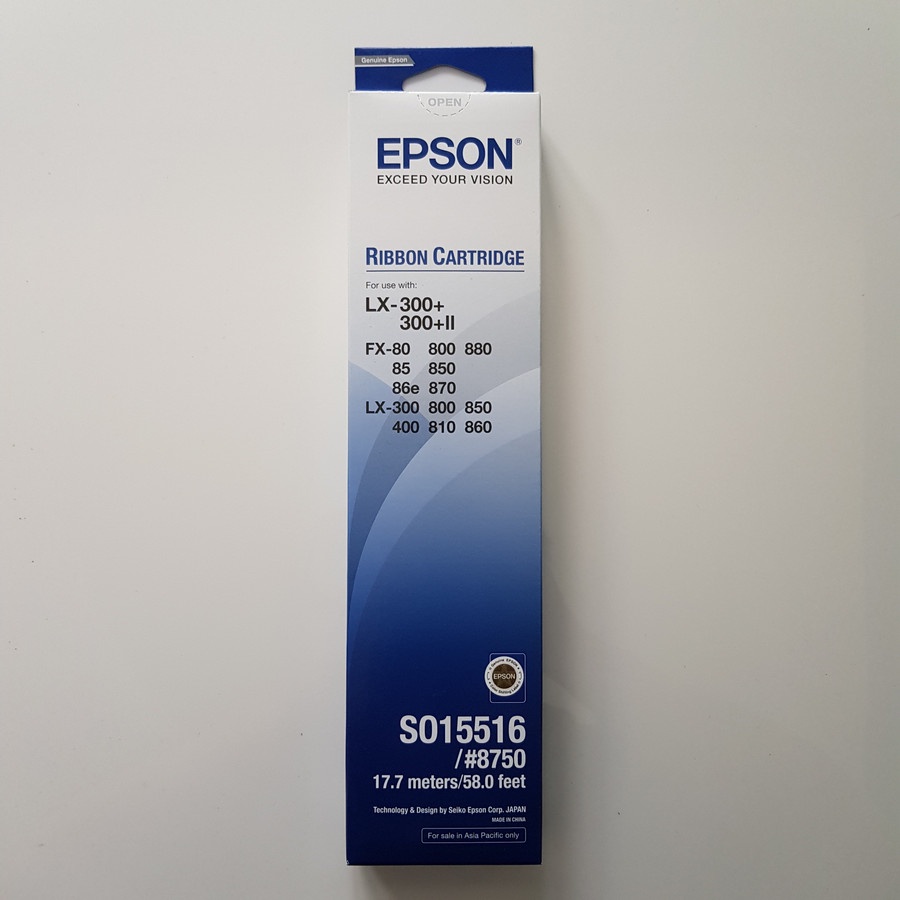 Genuine Epson
OPEN
EPSON®
EXCEED YOUR VISION
RIBBON CARTRIDGE
For use with:
LX-300+
300+II
FX-80 800 880
85 850
86e 870
LX-300 800 850
400 810 860
EPSON
S015516
/#8750
17.7 meters/58.0 feet
Technology & Design by Seiko Epson Corp. JAPAN
MADE IN CHINA
For sale in Asia Pacific only